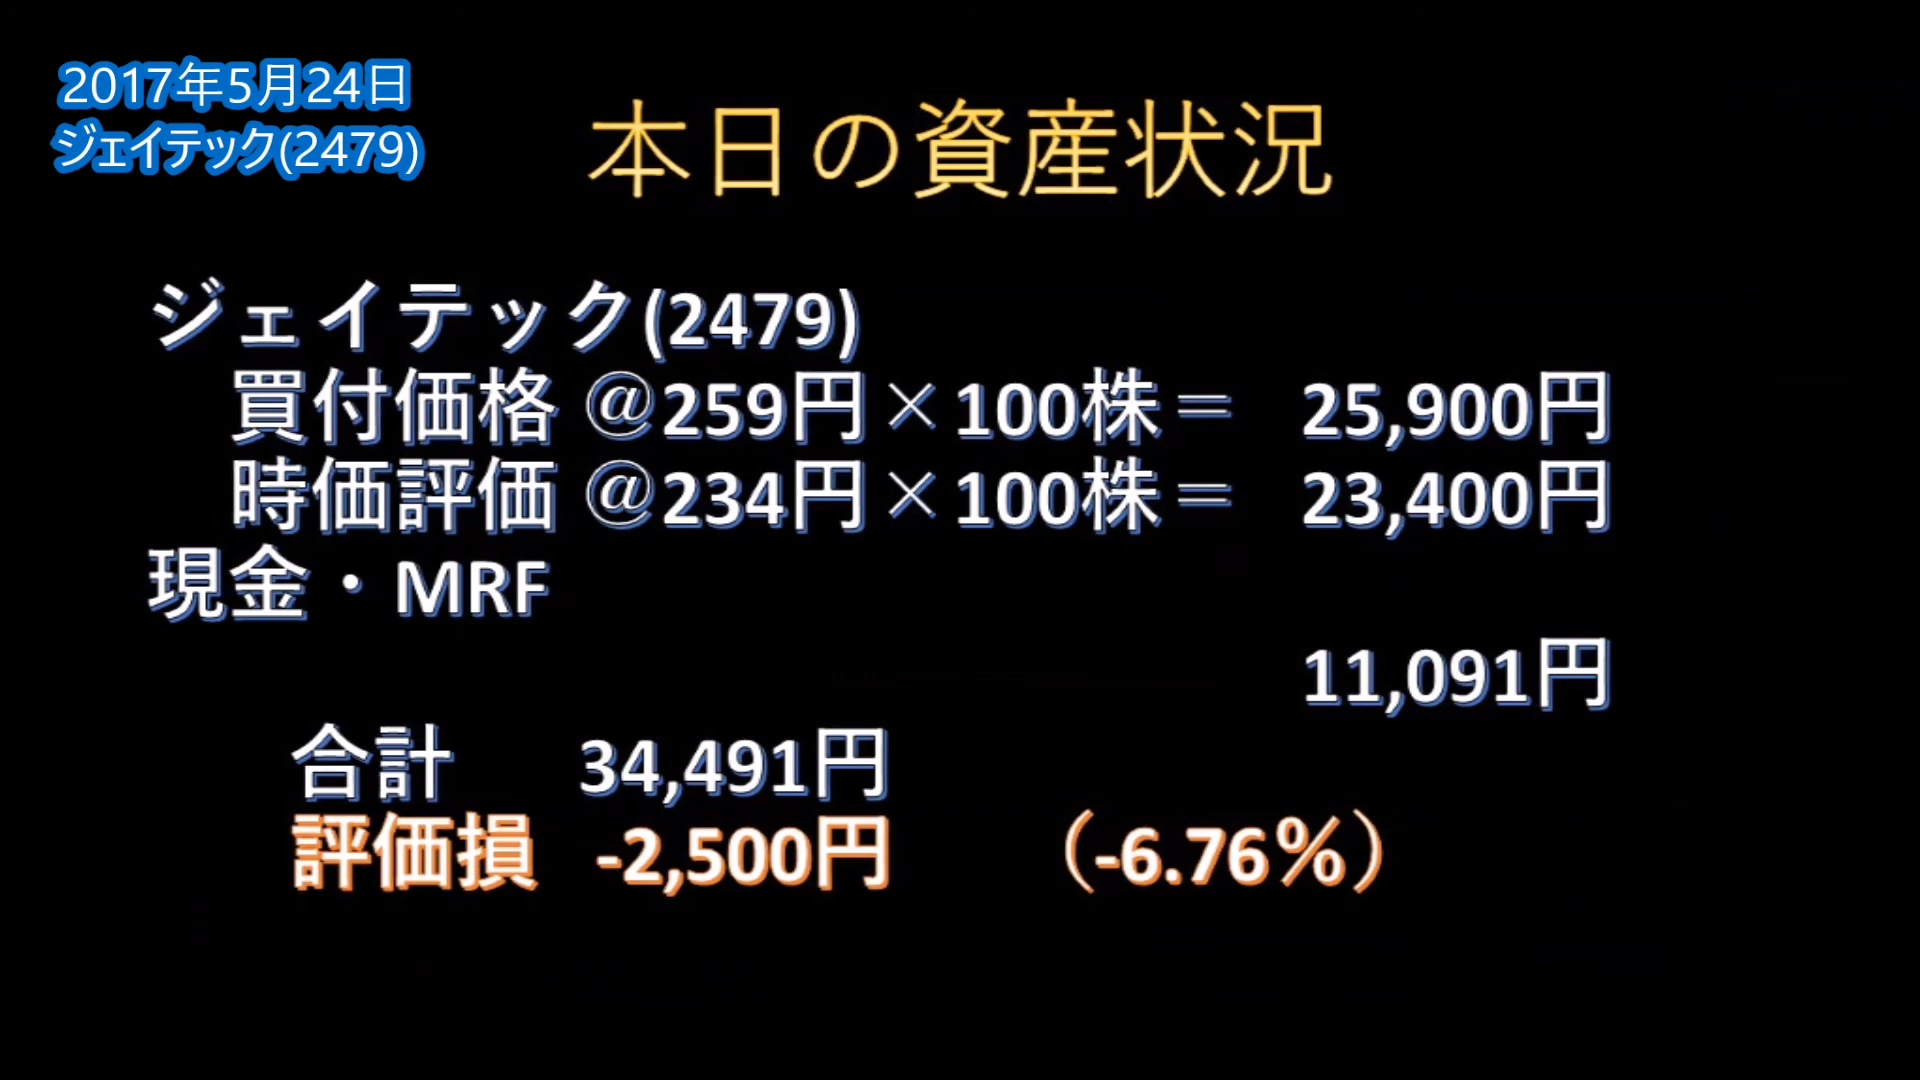 2017年5月24日
ジェイテック(2479)
本日の資産状況
ジェイテック(2479)
買付価格 @259円×100株= 25,900円
時価評価 @234円×100株= 23,400円
現金・MRF
11,091円
合計 34,491円
評価損 -2,500円 (-6.76%)